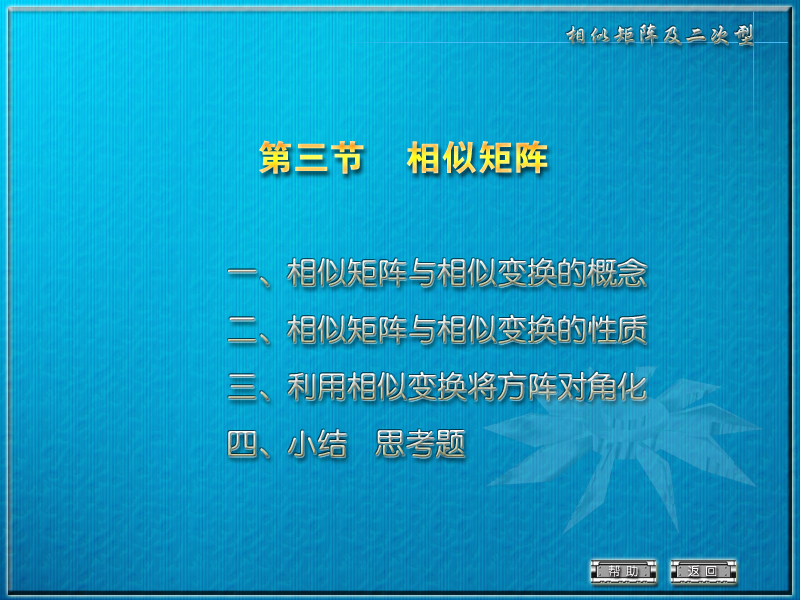 相似矩阵及二次型
第三节 相似矩阵
一、相似矩阵与相似变换的概念
二、相似矩阵与相似变换的性质
三、利用相似变换将方阵对角化
四、小结 思考题
帮助 返回